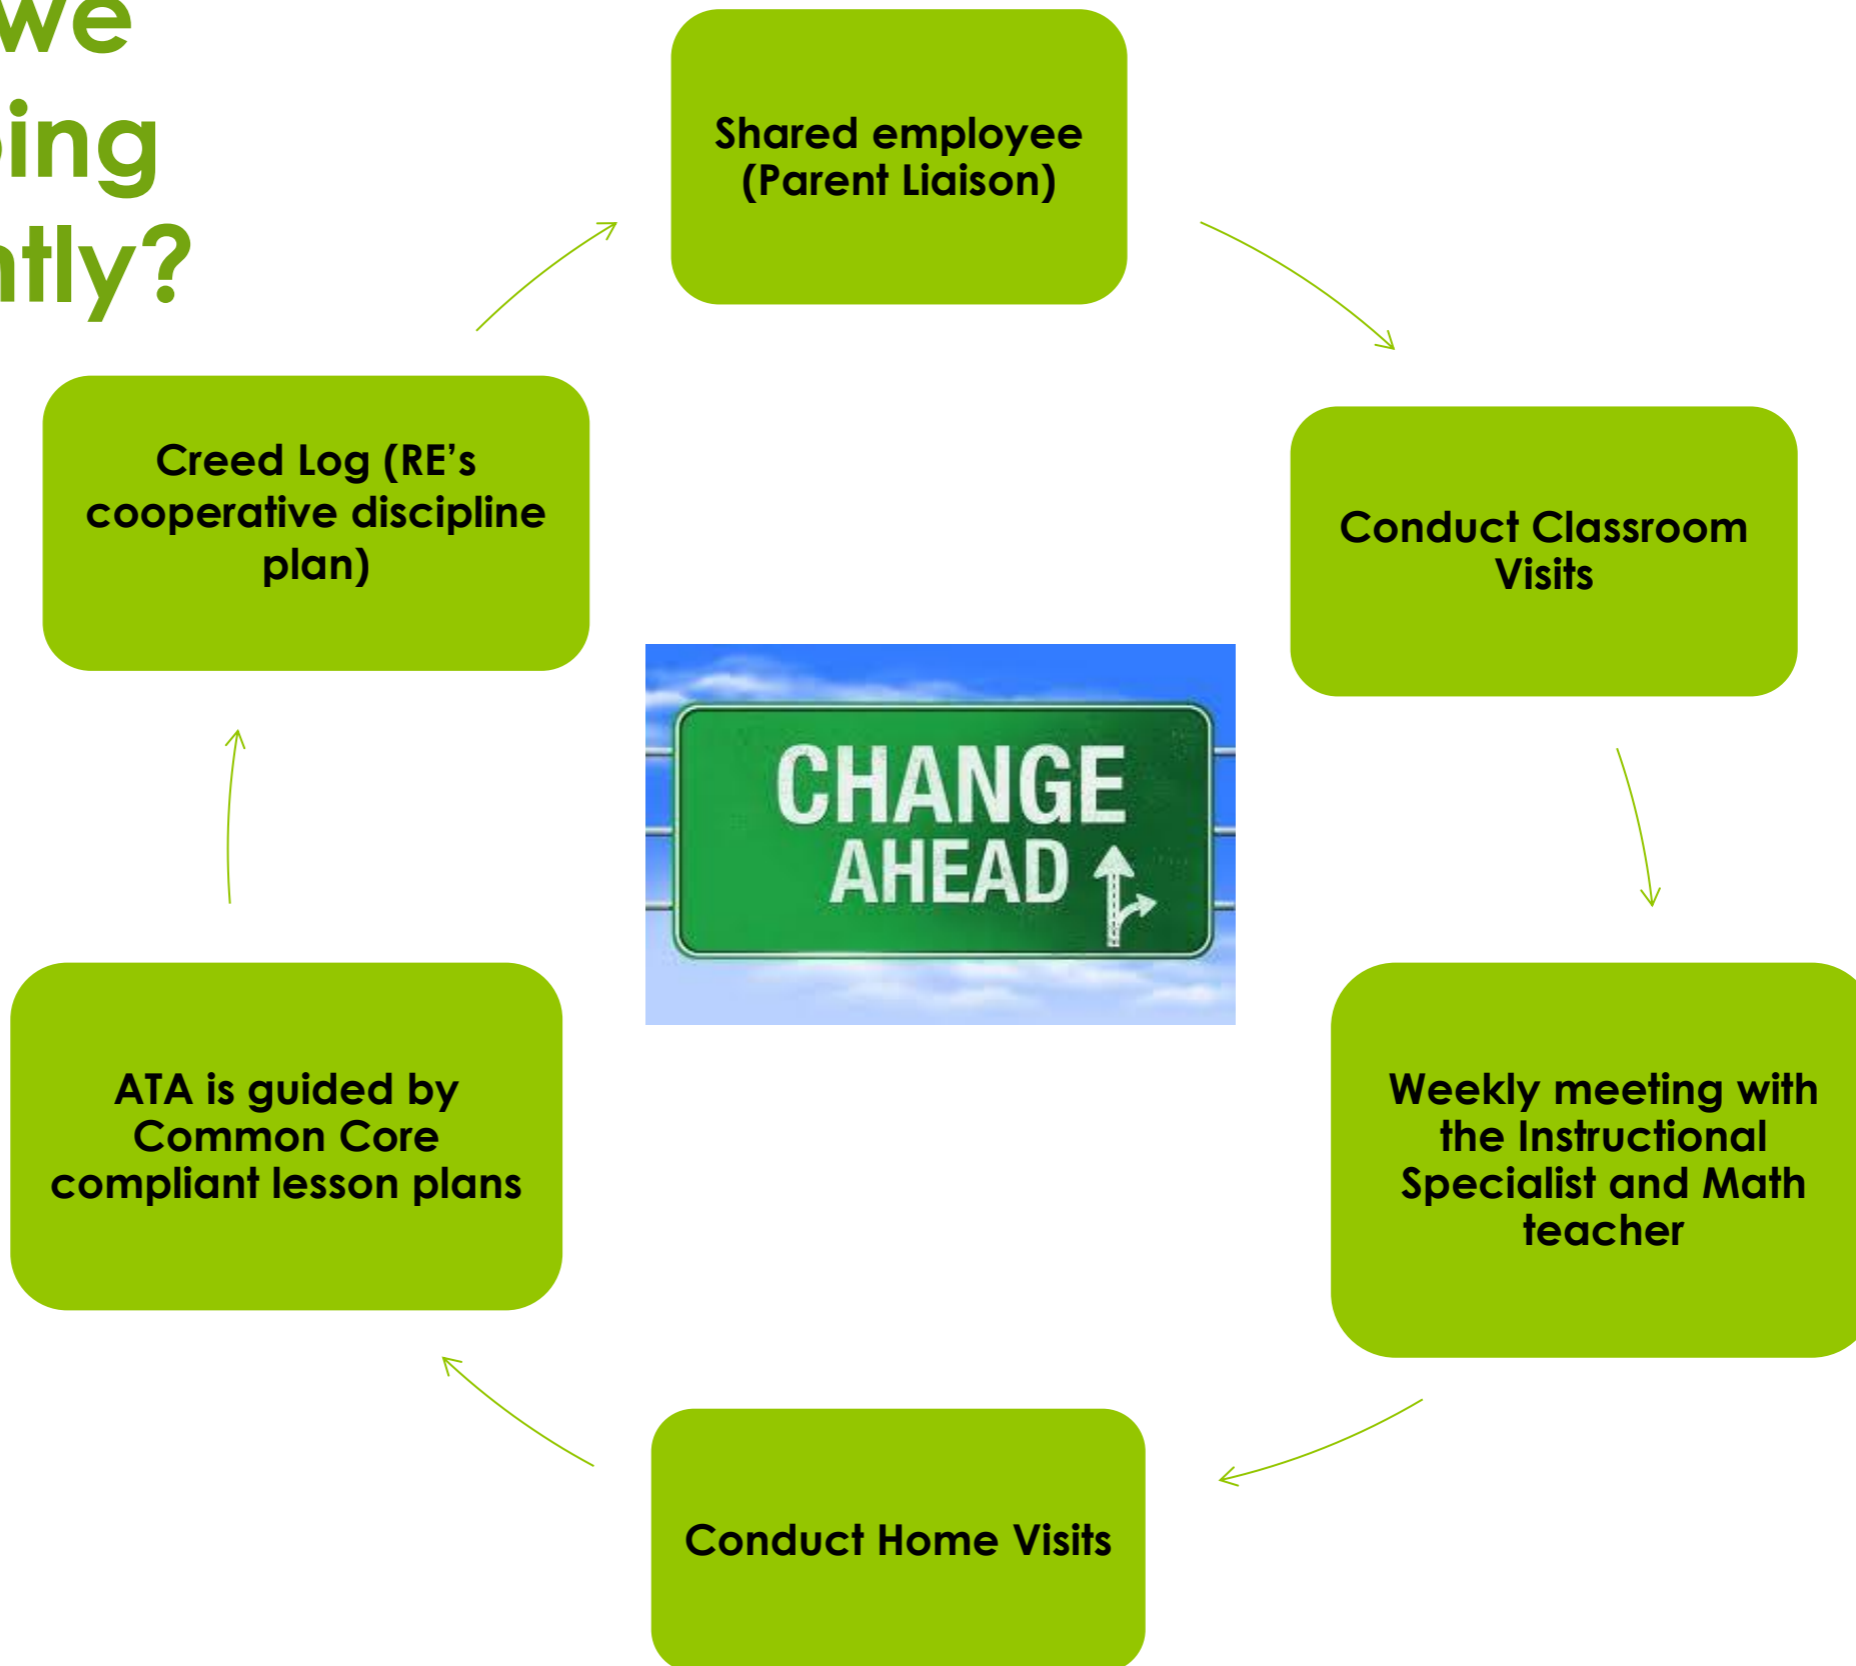 we
ing
ntly?
Shared employee
(Parent Liaison)
Conduct Classroom
Visits
Weekly meeting with
the Instructional
Specialist and Math
teacher
Conduct Home Visits
ATA is guided by
Common Core
compliant lesson plans
Creed Log (RE’s
cooperative discipline
plan)
CHANGE
AHEAD